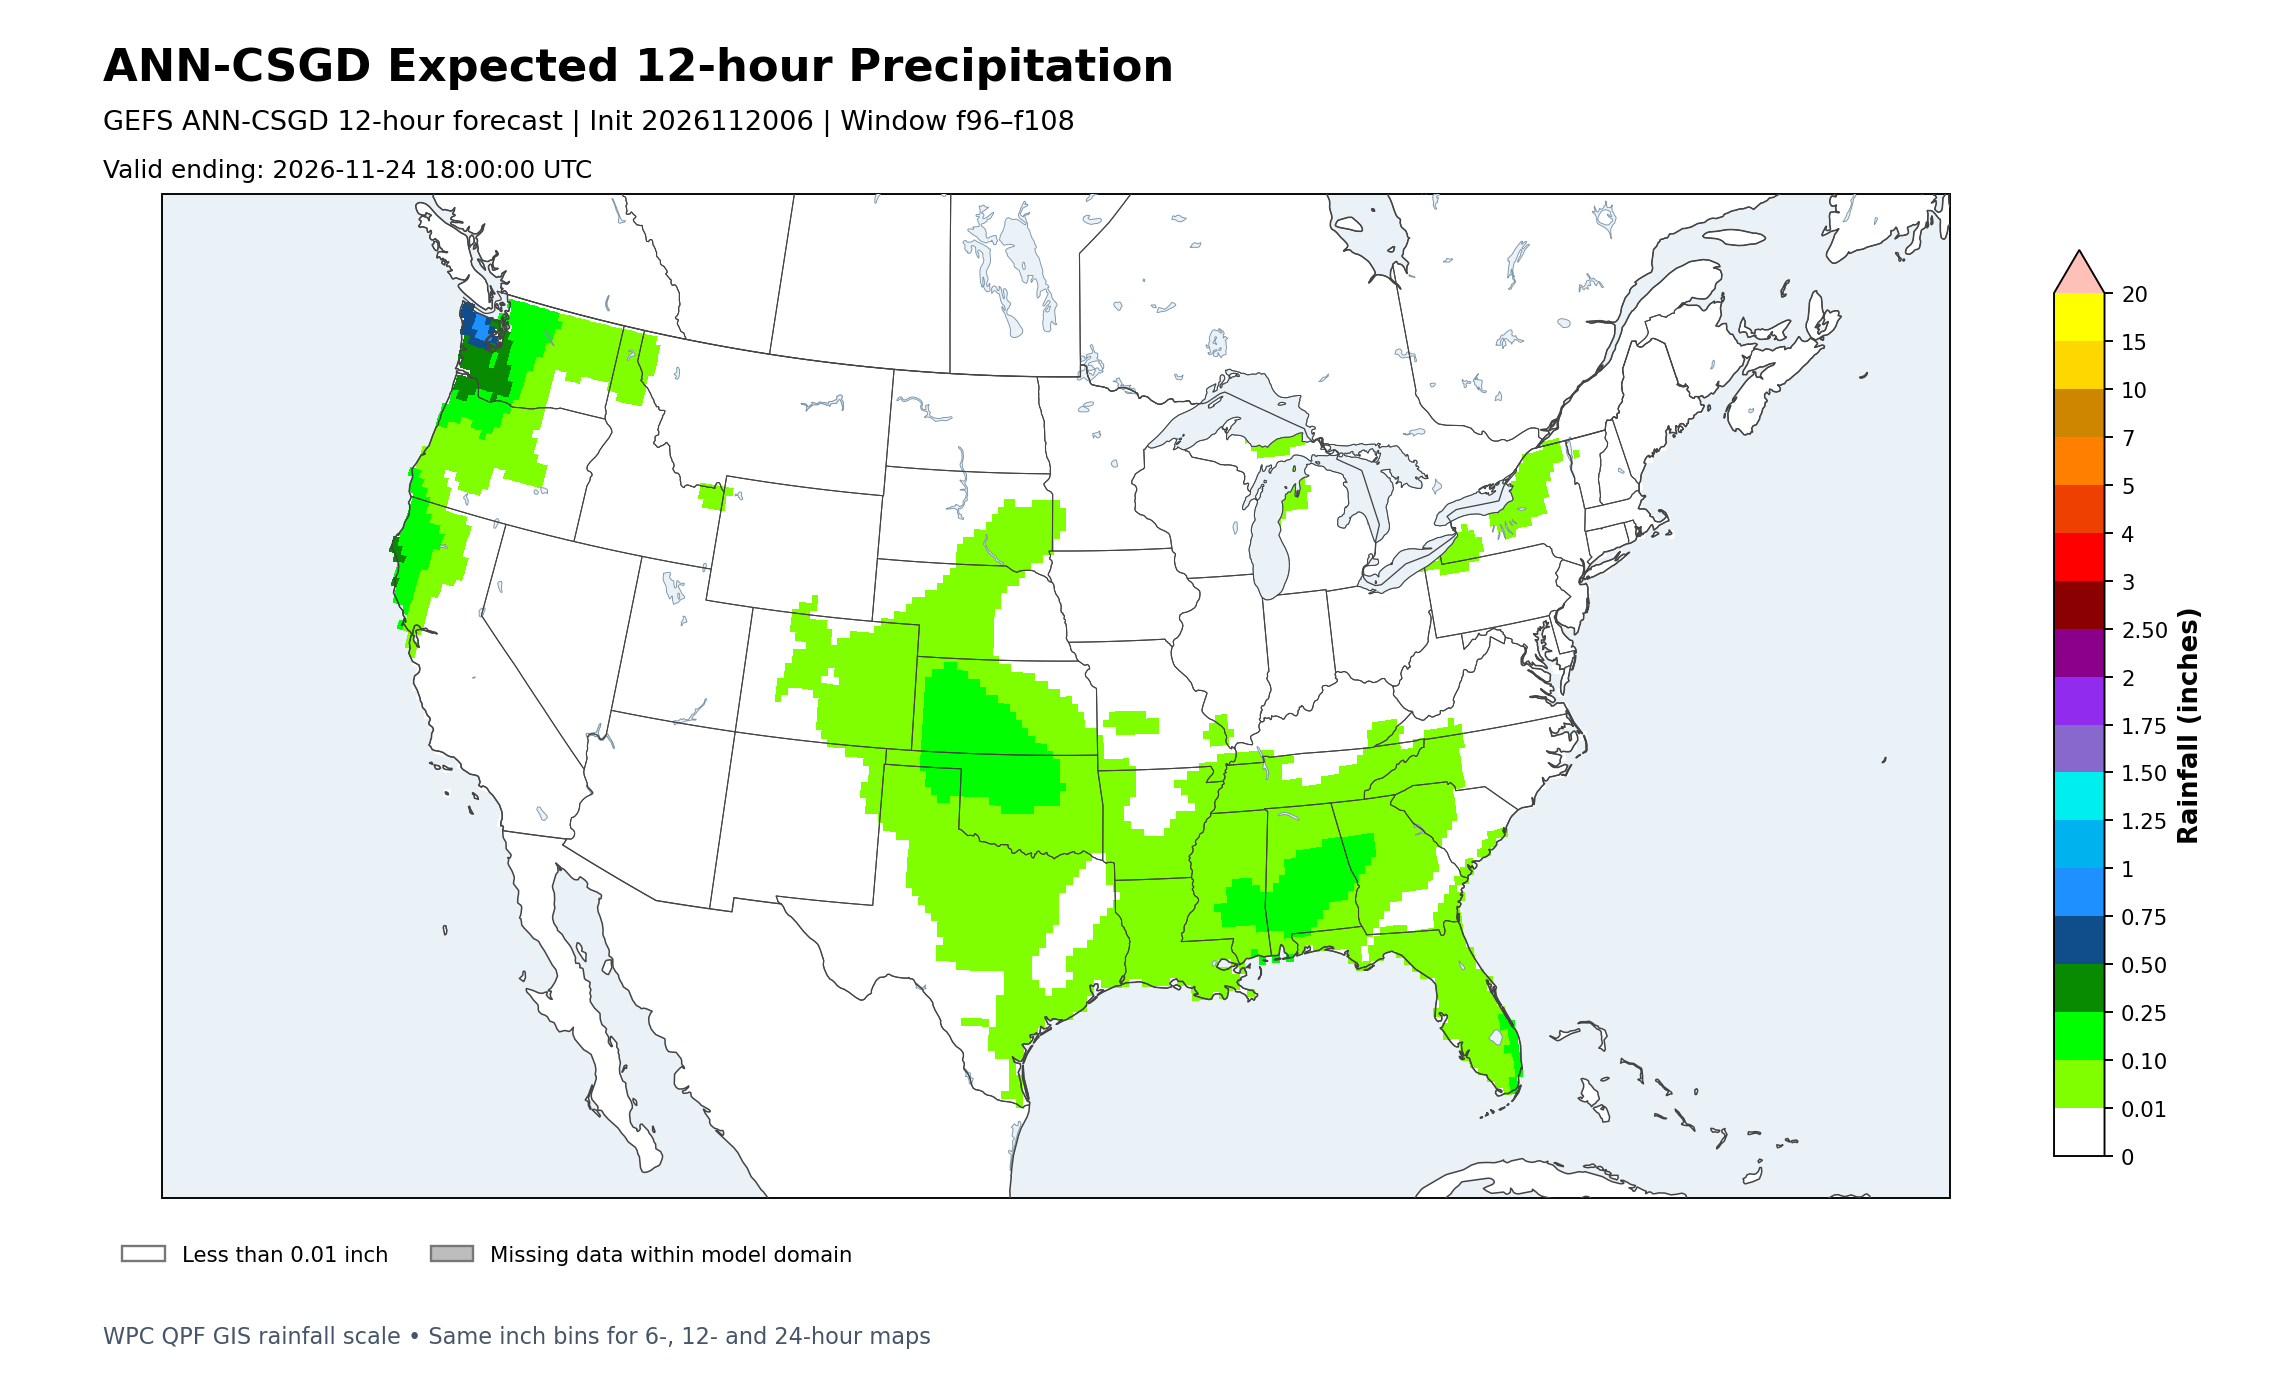 ANN-CSGD Expected 12-hour Precipitation
GEFS ANN-CSGD 12-hour forecast | Init 2026112006 | Window f96–f108
Valid ending: 2026-11-24 18:00:00 UTC
20
15
10
7
5
4
3
2.50
2
1.75
1.50
1.25
1
0.75
0.50
0.25
0.10
0.01
0
Rainfall (inches)
Less than 0.01 inch
Missing data within model domain
WPC QPF GIS rainfall scale • Same inch bins for 6-, 12- and 24-hour maps